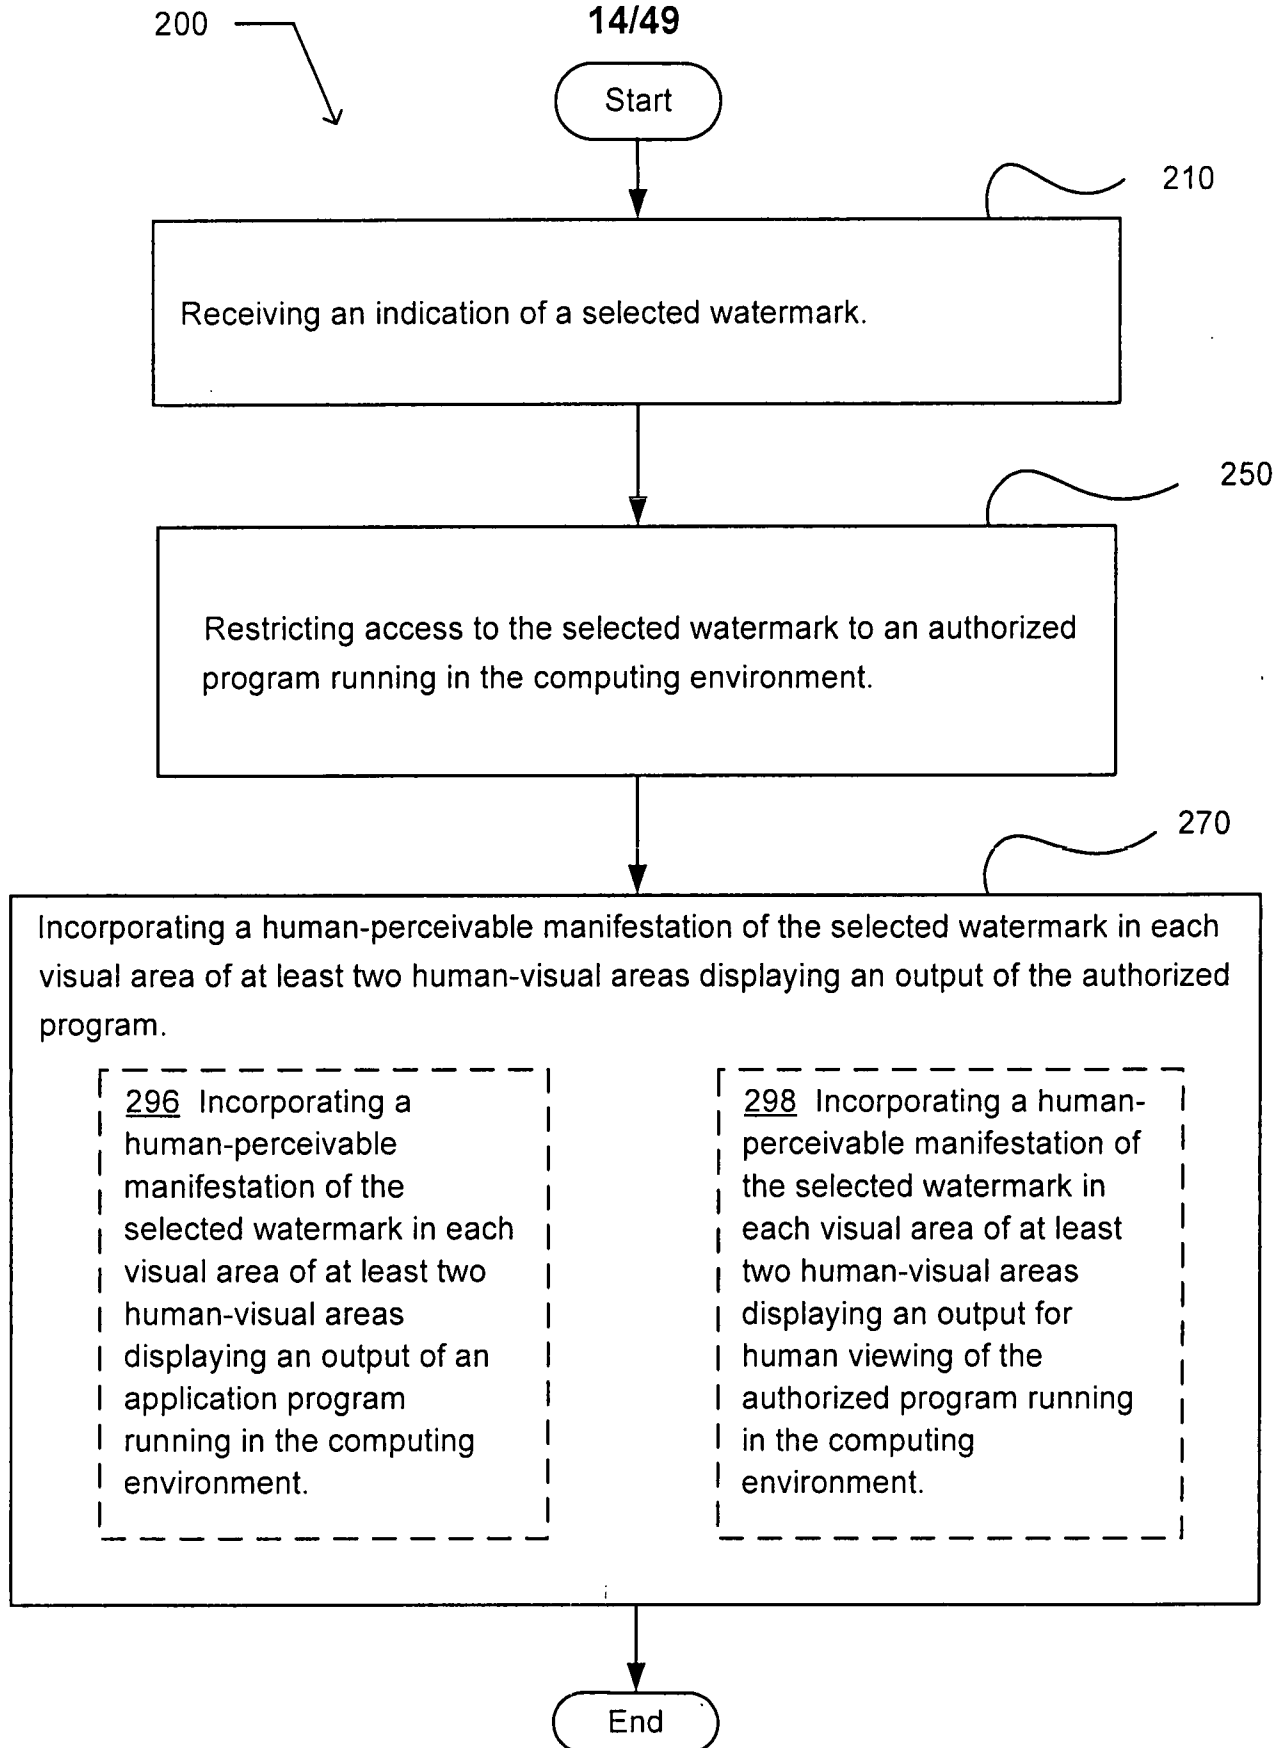 200
14/49
Start
210
Receiving an indication of a selected watermark.
250
Restricting access to the selected watermark to an authorized
program running in the computing environment.
270
Incorporating a human-perceivable manifestation of the selected watermark in each
visual area of at least two human-visual areas displaying an output of the authorized
program.
296 Incorporating a
human-perceivable
manifestation of the
selected watermark in each
visual area of at least two
human-visual areas
displaying an output of an
application program
running in the computing
environment.
298 Incorporating a human-
perceivable manifestation of
the selected watermark in
each visual area of at least
two human-visual areas
displaying an output for
human viewing of the
authorized program running
in the computing
environment.
End